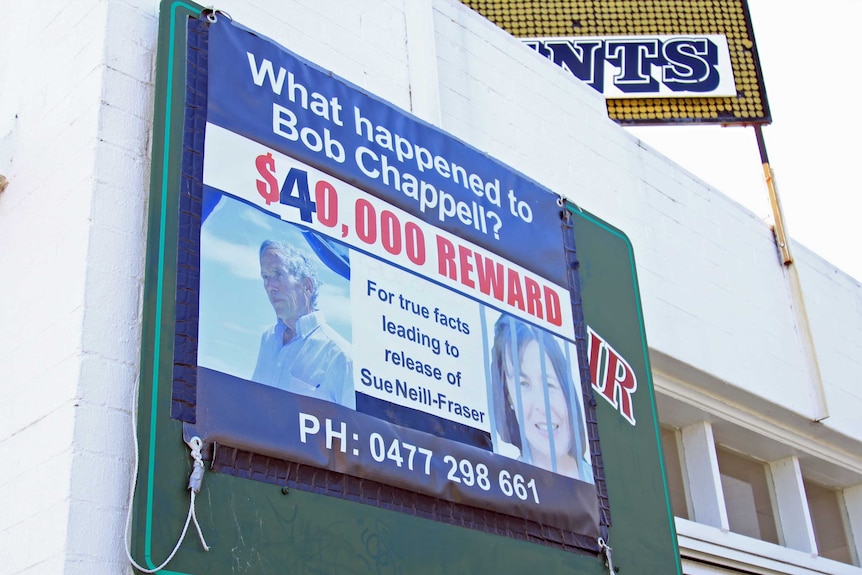 NTS
What happened to
Bob Chappell?
$40,000 REWARD
For true facts
leading to
release of
Sue Neill-Fraser
PH: 0477 298 661
IR